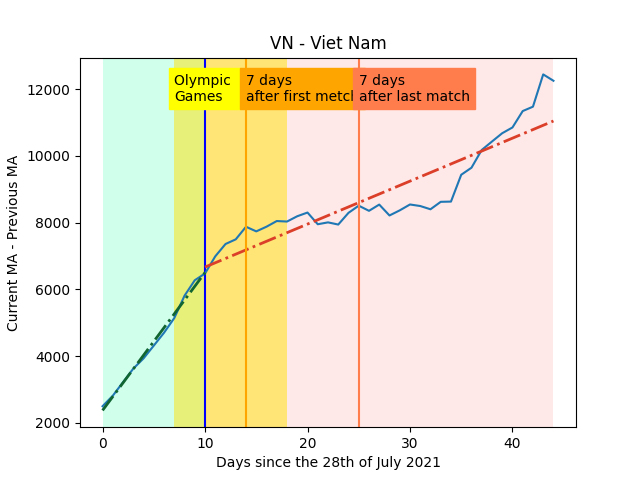 VN - Viet Nam
Olympic
Games
7 days
after first metch
7 days
after last match
12000
10000
8000
6000
4000
2000
0
10
20
30
40
Current MA - Previous MA
Days since the 28th of July 2021